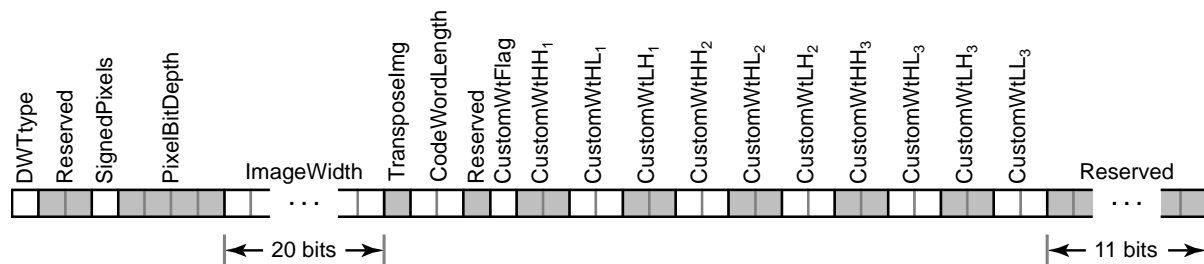 DWTtype
Reserved
SignedPixels
PixelBitDepth
ImageWidth
TransposeImg
CodeWordLength
Reserved
CustomWtFlag
CustomWtHH₁
CustomWtHL₁
CustomWtLH₁
CustomWtHH₂
CustomWtHL₂
CustomWtLH₂
CustomWtHH₃
CustomWtHL₃
CustomWtLH₃
CustomWtLL₃
Reserved
· · ·
· · ·
20 bits
11 bits